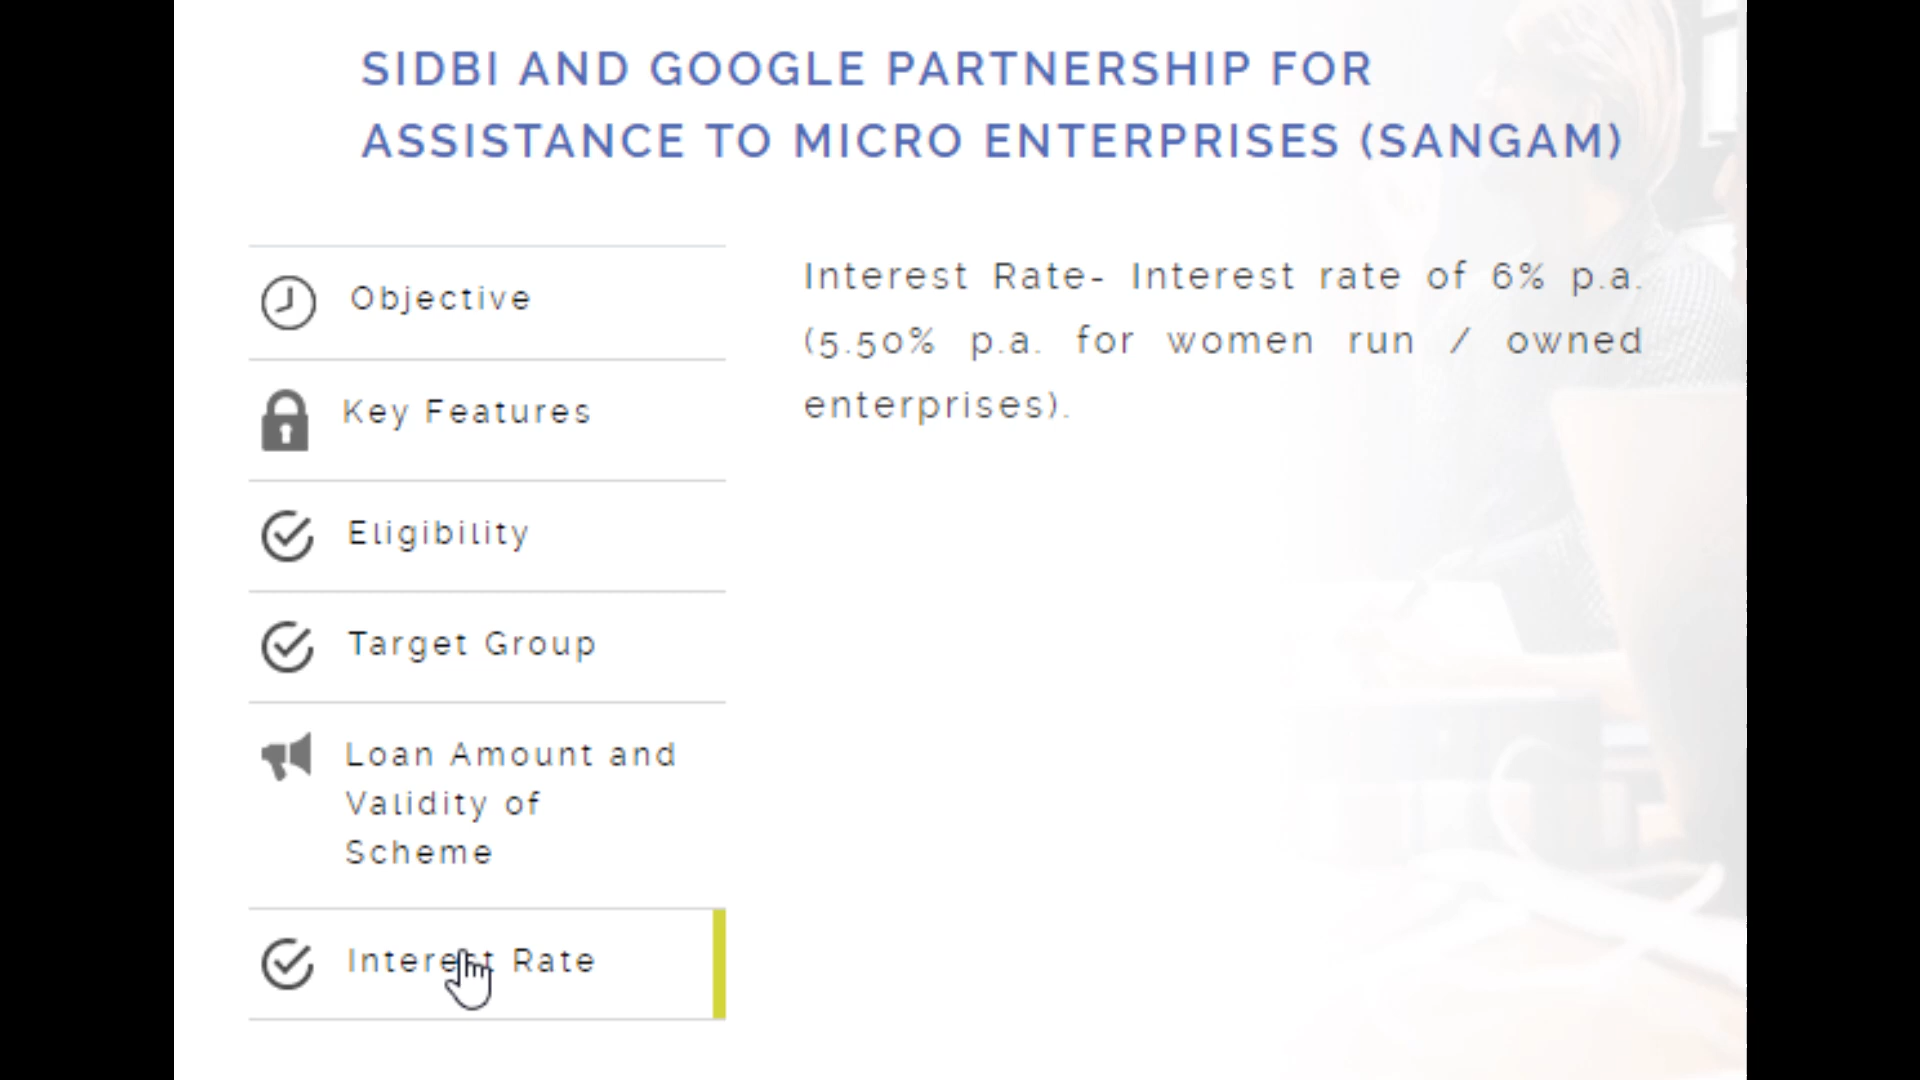 SIDBI AND GOOGLE PARTNERSHIP FOR
ASSISTANCE TO MICRO ENTERPRISES (SANGAM)
Objective
Key Features
Eligibility
Target Group
Loan Amount and
Validity of
Scheme
Interest Rate
Interest Rate- Interest rate of 6% p.a.
(5.50% p.a. for women run / owned
enterprises).